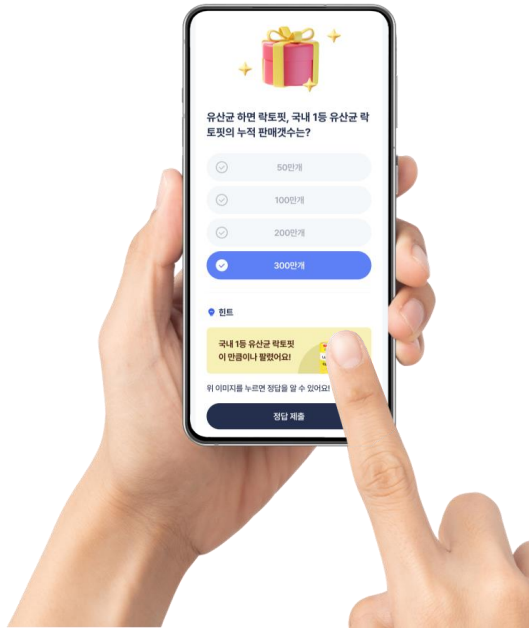 유산균 하면 락토핏, 국내 1등 유산균 락
토핏의 누적 판매갯수는?
50만개
100만개
200만개
300만개
힌트
국내 1등 유산균 락토핏
이 만큼이나 팔렸어요!
위 이미지를 누르면 정답을 알 수 있어요!
정답 제출